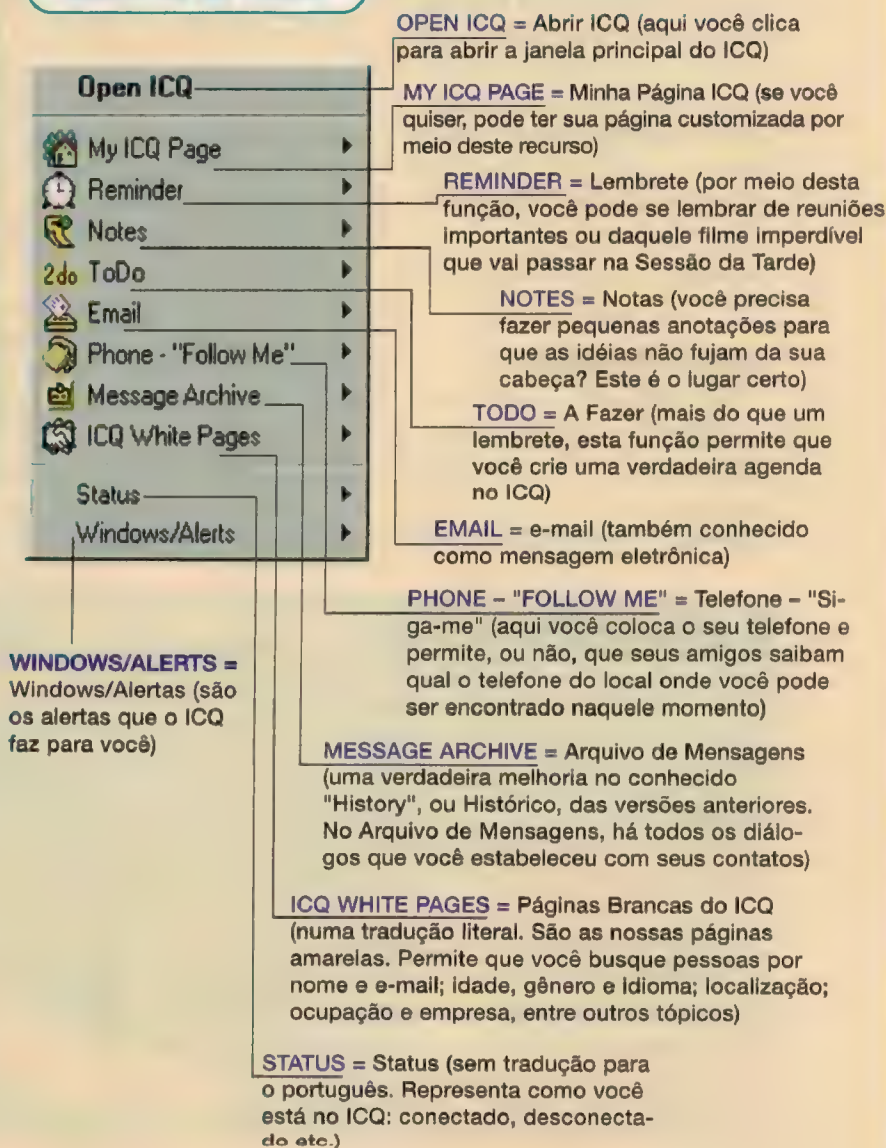 OPEN ICQ = Abrir ICQ (aqui você clica
para abrir a janela principal do ICQ)
Open ICQ
My ICQ Page
Reminder
Notes
2do ToDo
Email
Phone - "Follow Me"
Message Archive
ICQ White Pages
Status
Windows/Alerts
MY ICQ PAGE = Minha Página ICQ (se você
quiser, pode ter sua página customizada por
meio deste recurso)
REMINDER = Lembrete (por meio desta
função, você pode se lembrar de reuniões
importantes ou daquele filme imperdível
que vai passar na Sessão da Tarde)
NOTES = Notas (você precisa
fazer pequenas anotações para
que as idéias não fujam da sua
cabeça? Este é o lugar certo)
TODO = A Fazer (mais do que um
lembrete, esta função permite que
você crie uma verdadeira agenda
no ICQ)
EMAIL = e-mail (também conhecido
como mensagem eletrônica)
PHONE – "FOLLOW ME" = Telefone – "Si-
ga-me" (aqui você coloca o seu telefone e
permite, ou não, que seus amigos saibam
qual o telefone do local onde você pode
ser encontrado naquele momento)
WINDOWS/ALERTS =
Windows/Alertas (são
os alertas que o ICQ
faz para você)
MESSAGE ARCHIVE = Arquivo de Mensagens
(uma verdadeira melhoria no conhecido
"History", ou Histórico, das versões anteriores.
No Arquivo de Mensagens, há todos os diálo-
gos que você estabeleceu com seus contatos)
ICQ WHITE PAGES = Páginas Brancas do ICQ
(numa tradução literal. São as nossas páginas
amarelas. Permite que você busque pessoas por
nome e e-mail; idade, gênero e idioma; localização;
ocupação e empresa, entre outros tópicos)
STATUS = Status (sem tradução para
o português. Representa como você
está no ICQ: conectado, desconecta-
do etc.)